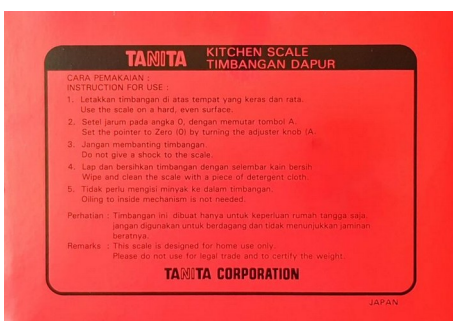 TANITA
KITCHEN SCALE
TIMBANGAN DAPUR
CARA PEMAKAIAN :
INSTRUCTION FOR USE :
1. Letakkan timbangan di atas tempat yang keras dan rata.
Use the scale on a hard, even surface.
2. Setel jarum pada angka 0, dengan memutar tombol A.
Set the pointer to Zero (0) by turning the adjuster knob (A.
3. Jangan membanting timbangan.
Do not give a shock to the scale.
4. Lap dan bersihkan timbangan dengan selembar kain bersih
Wipe and clean the scale with a piece of detergent cloth.
5. Tidak perlu mengisi minyak ke dalam timbangan.
Oiling to inside mechanism is not needed.
Perhatian : Timbangan ini dibuat hanya untuk keperluan rumah tangga saja,
jangan digunakan untuk berdagang dan tidak menunjukkan jaminan
beratnya.
Remarks : This scale is designed for home use only.
Please do not use for legal trade and to certify the weight.
TANITA CORPORATION
JAPAN